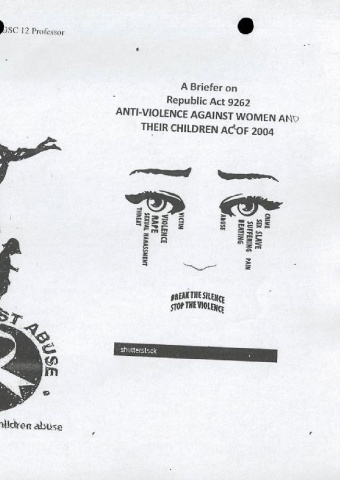 GSC 12 Professor
A Briefer on
Republic Act 9262
ANTI-VIOLENCE AGAINST WOMEN AND
THEIR CHILDREN AC OF 2004
VICTIM
VIOLENCE
RAPE
SEXUAL HARASSMENT
THREAT
CRIME
SEX SLAVE
SUFFERING PAIN
BEATING
ABUSE
BREAK THE SILENCE
STOP THE VIOLENCE
shutterstock
ST ABUSE
hildren abuse